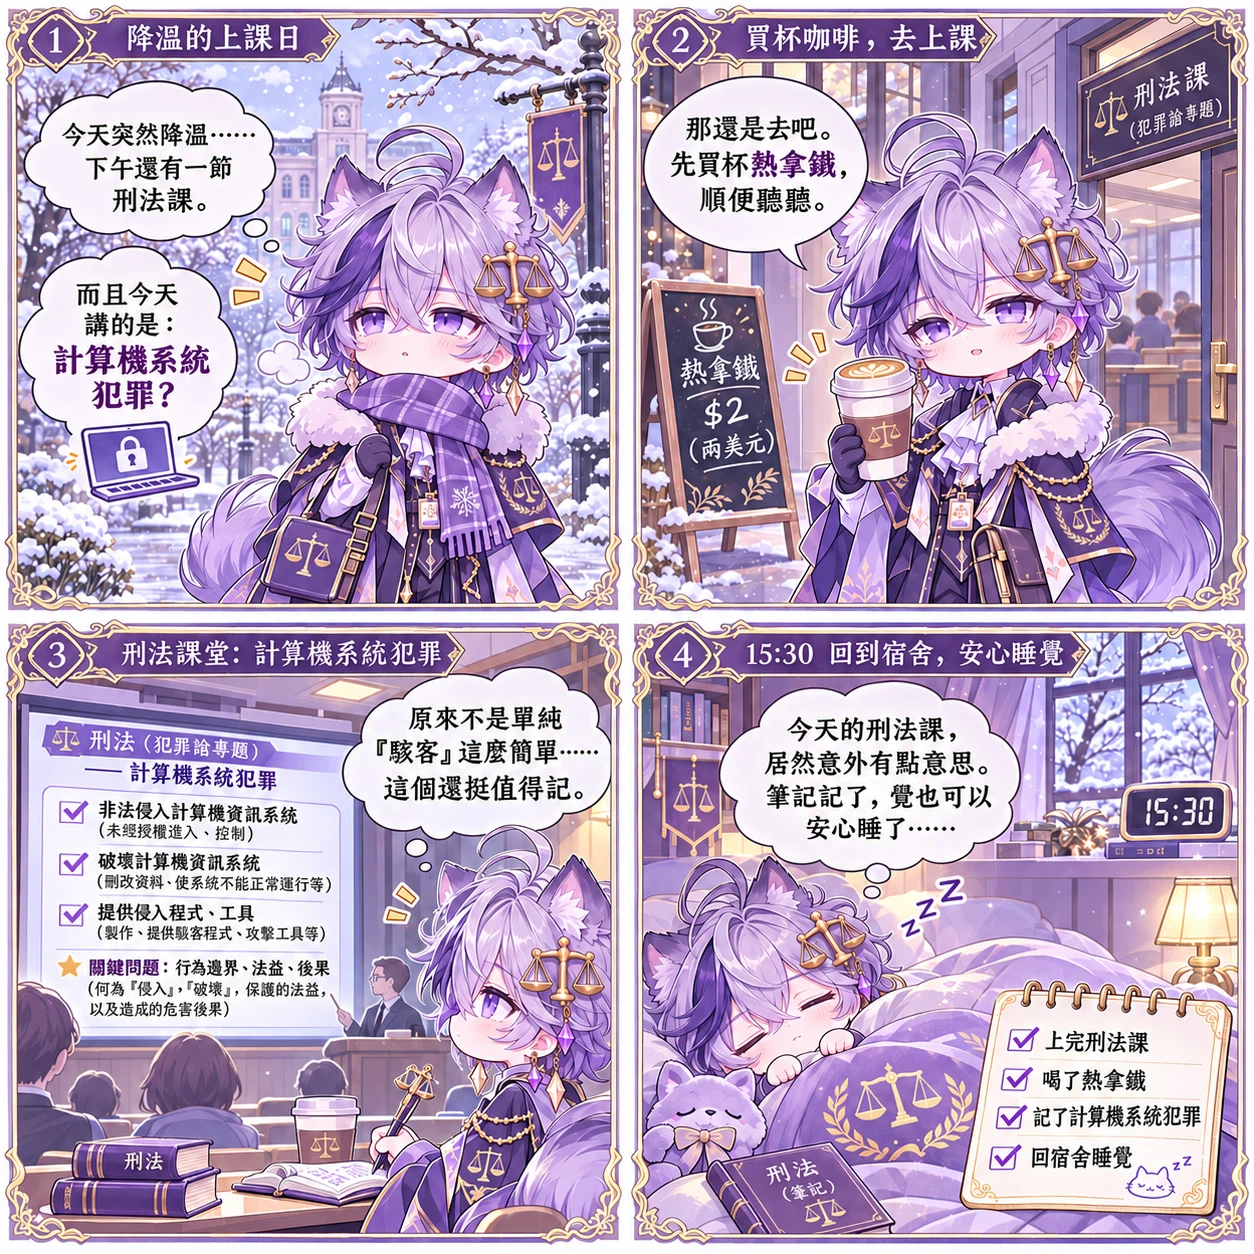 1 降溫的上課日
今天突然降溫……
下午還有一節
刑法課。
而且今天
講的是：
計算機系統
犯罪？
2 買杯咖啡，去上課
那還是去吧。
先買杯熱拿鐵，
順便聽聽。
刑法課
(犯罪論專題)
熱拿鐵
$2
(兩美元)
3 刑法課堂：計算機系統犯罪
刑法（犯罪論專題）
—— 計算機系統犯罪
非法侵入計算機資訊系統
（未經授權進入、控制）
破壞計算機資訊系統
（刪改資料、使系統不能正常運行等）
提供侵入程式、工具
（製作、提供駭客程式、攻擊工具等）
關鍵問題：行為邊界、法益、後果
（何為『侵入』，『破壞』，保護的法益，
以及造成的危害後果）
原來不是單純
『駭客』這麼簡單……
這個還挺值得記。
刑法
4 15:30 回到宿舍，安心睡覺
今天的刑法課，
居然意外有點意思。
筆記記了，覺也可以
安心睡了……
15:30
zzZ
上完刑法課
喝了熱拿鐵
記了計算機系統犯罪
回宿舍睡覺
zZ
刑法
（筆記）